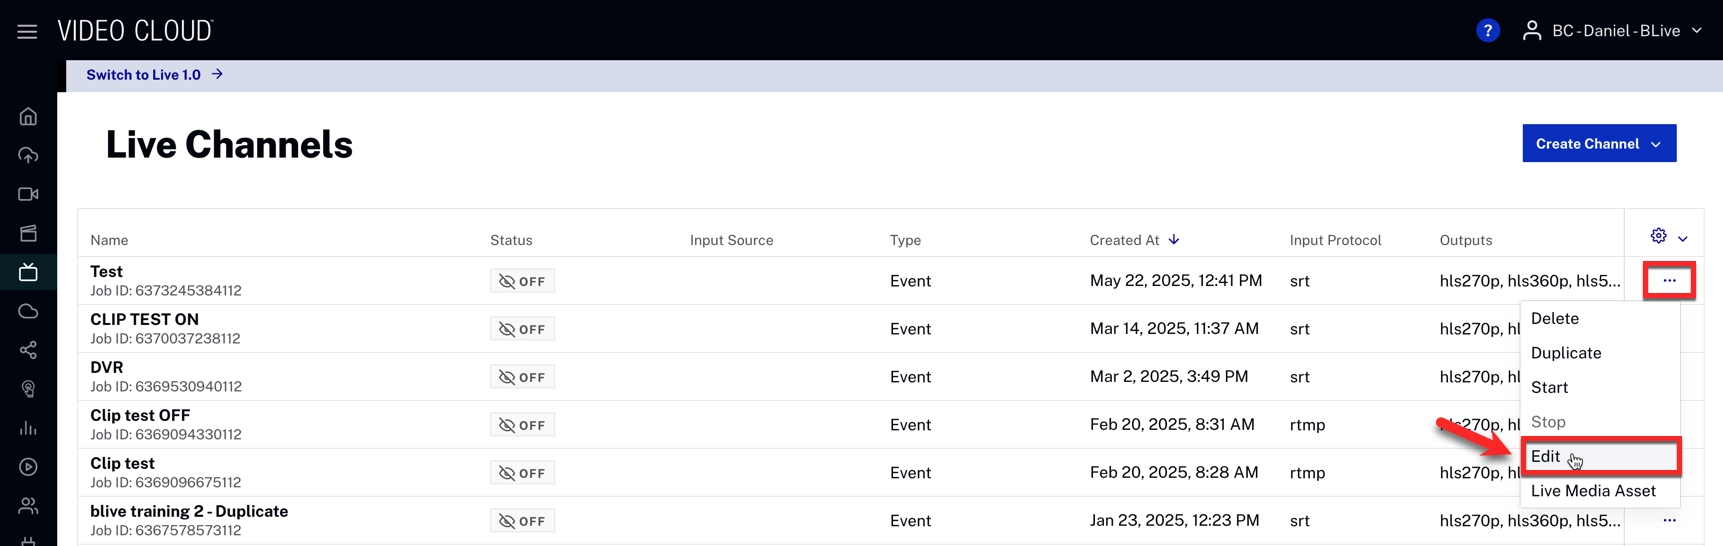 VIDEO CLOUD™
? BC - Daniel - BLive
Switch to Live 1.0 →
Live Channels
Create Channel
Name Status Input Source Type Created At ↓ Input Protocol Outputs
Test OFF Event May 22, 2025, 12:41 PM srt hls270p, hls360p, hls5... ...
Job ID: 6373245384112
Delete
CLIP TEST ON OFF Event Mar 14, 2025, 11:37 AM srt hls270p, hl
Job ID: 6370037238112
Duplicate
DVR OFF Event Mar 2, 2025, 3:49 PM srt hls270p, hl
Job ID: 6369530940112
Start
Clip test OFF OFF Event Feb 20, 2025, 8:31 AM rtmp hls270p, hl
Job ID: 6369094330112
Stop
Edit
Clip test OFF Event Feb 20, 2025, 8:28 AM rtmp hls270p, hl
Job ID: 6369096675112
Live Media Asset
blive training 2 - Duplicate OFF Event Jan 23, 2025, 12:23 PM srt hls270p, hls360p, hls5... ...
Job ID: 6367578573112